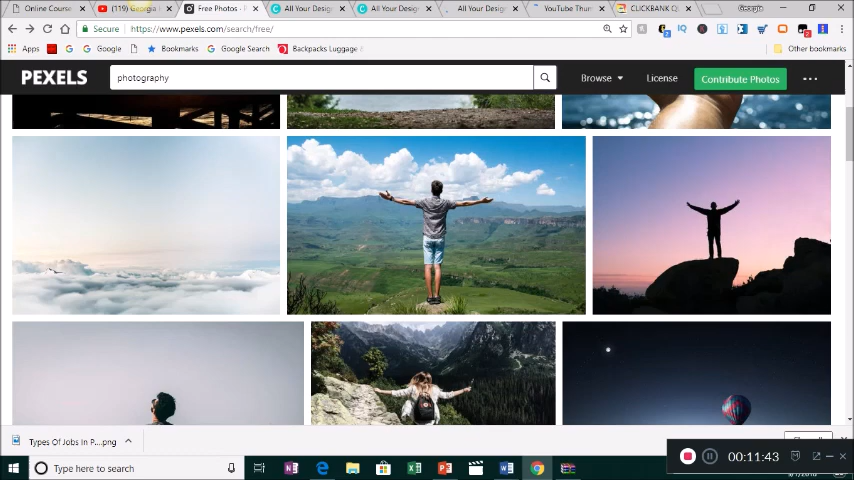 Online Course
(119) Georgia
Free Photos
All Your Desig
All Your Desig
All Your Desig
YouTube Thum
CLICKBANK
Secure https://www.pexels.com/search/free/
Apps
Google
Bookmarks
Google Search
Backpacks Luggage
Other bookmarks
PEXELS
photography
Browse
License
Contribute Photos
Types Of Jobs In P....png
00:11:43
Type here to search